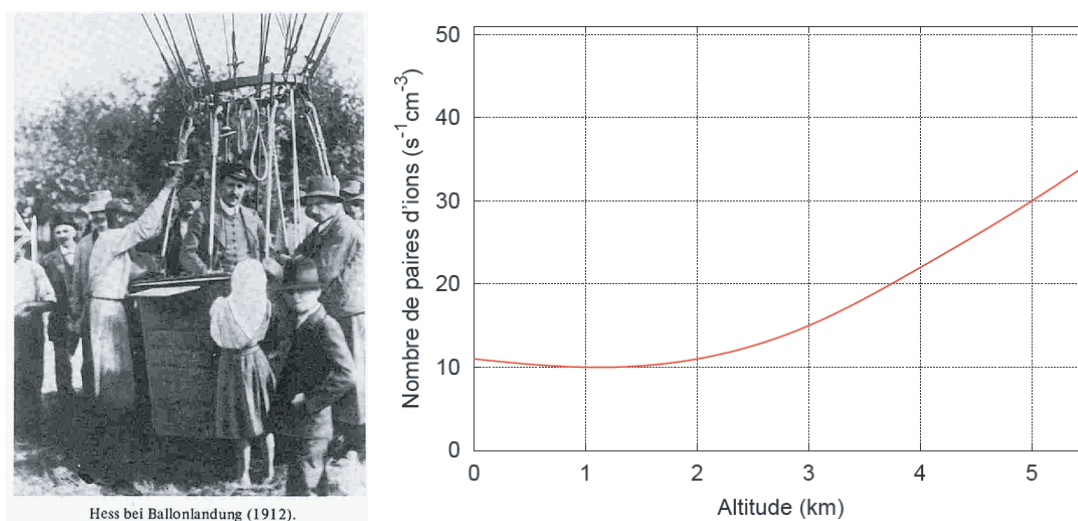 Hess bei Ballonlandung (1912).
Nombre de paires d'ions (s⁻¹cm⁻³)
50
40
30
20
10
0
0 1 2 3 4 5
Altitude (km)